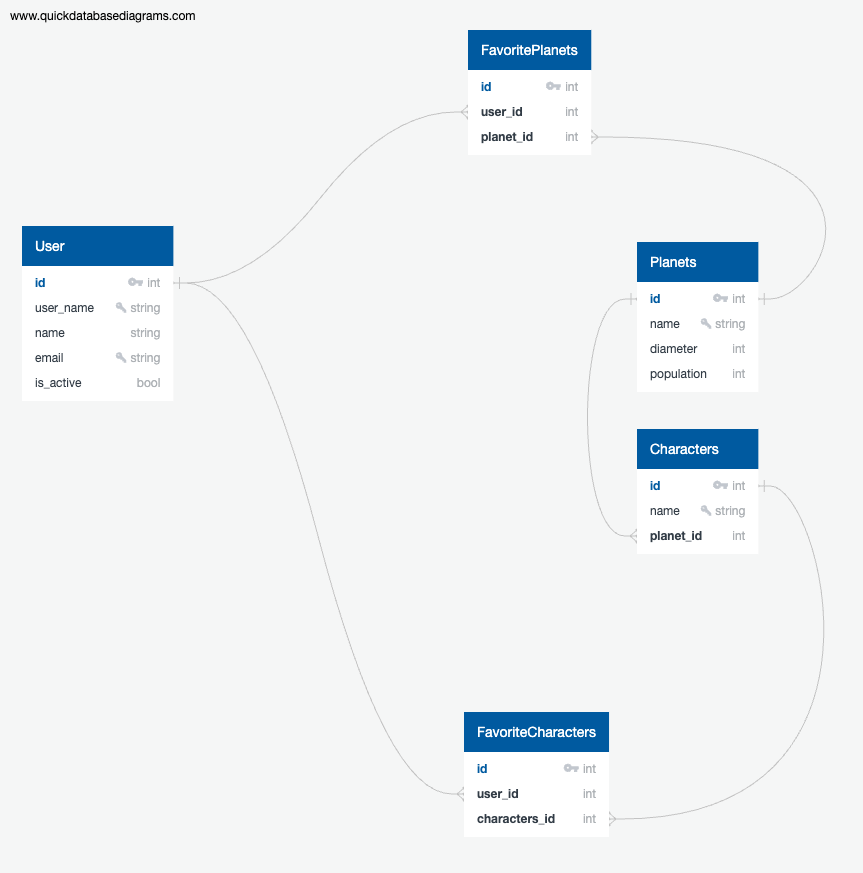 www.quickdatabasediagrams.com
FavoritePlanets
id int
user_id int
planet_id int
User
id int
user_name string
name string
email string
is_active bool
Planets
id int
name string
diameter int
population int
Characters
id int
name string
planet_id int
FavoriteCharacters
id int
user_id int
characters_id int